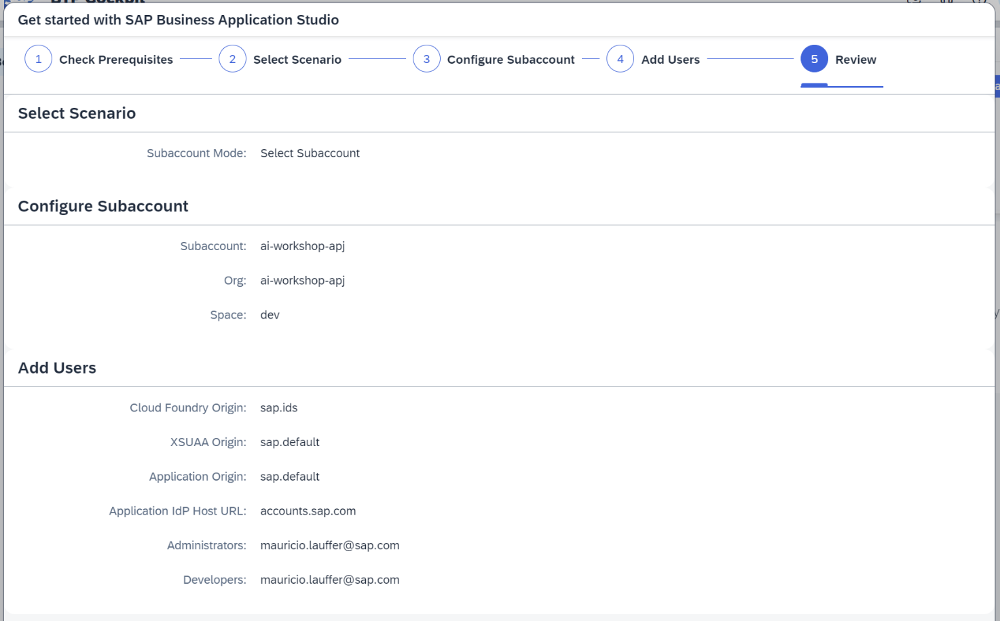 BTP Cockpit
Get started with SAP Business Application Studio
1 Check Prerequisites 2 Select Scenario 3 Configure Subaccount 4 Add Users 5 Review
Select Scenario
Subaccount Mode: Select Subaccount
Configure Subaccount
Subaccount: ai-workshop-apj
Org: ai-workshop-apj
Space: dev
Add Users
Cloud Foundry Origin: sap.ids
XSUAA Origin: sap.default
Application Origin: sap.default
Application IdP Host URL: accounts.sap.com
Administrators: mauricio.lauffer@sap.com
Developers: mauricio.lauffer@sap.com